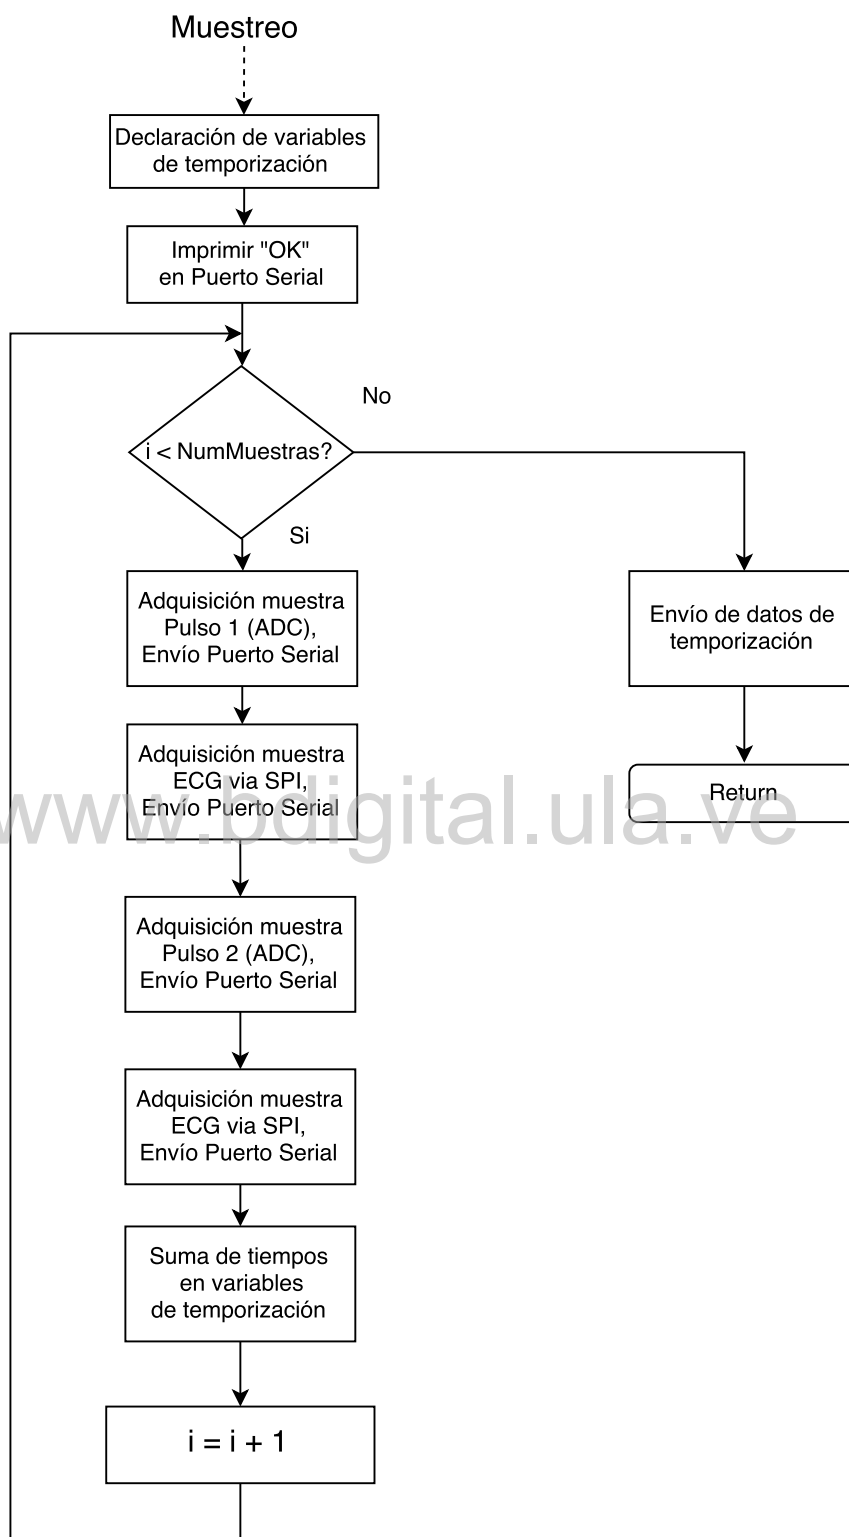 Muestreo
Declaración de variables
de temporización
Imprimir "OK"
en Puerto Serial
No
i < NumMuestras?
Si
Adquisición muestra
Pulso 1 (ADC),
Envío Puerto Serial
Envío de datos de
temporización
Adquisición muestra
ECG via SPI,
Envío Puerto Serial
Return
www.bdigital.ula.ve
Adquisición muestra
Pulso 2 (ADC),
Envío Puerto Serial
Adquisición muestra
ECG via SPI,
Envío Puerto Serial
Suma de tiempos
en variables
de temporización
i = i + 1